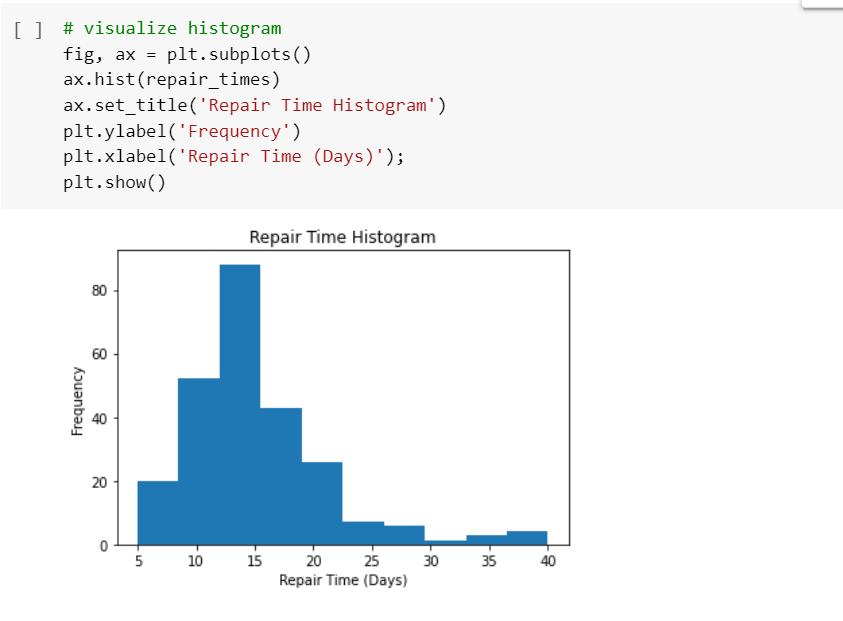 [ ] # visualize histogram
fig, ax = plt.subplots()
ax.hist(repair_times)
ax.set_title('Repair Time Histogram')
plt.ylabel('Frequency')
plt.xlabel('Repair Time (Days)');
plt.show()
Repair Time Histogram
80
60
40
20
0
Frequency
5 10 15 20 25 30 35 40
Repair Time (Days)